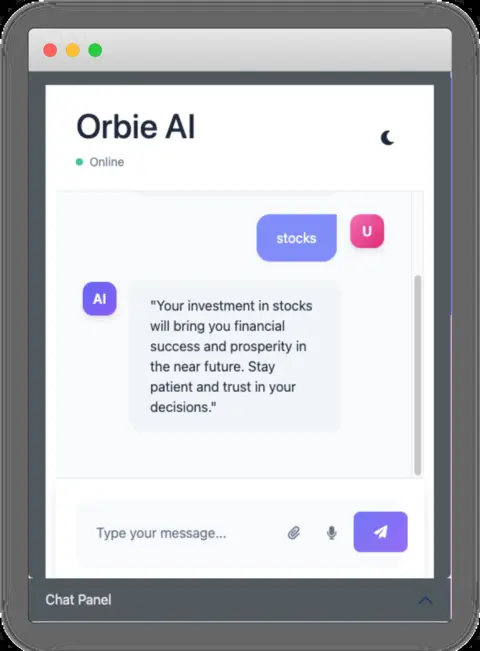 Orbie AI
Online
stocks
U
AI
"Your investment in stocks
will bring you financial
success and prosperity in
the near future. Stay
patient and trust in your
decisions."
Type your message...
Chat Panel